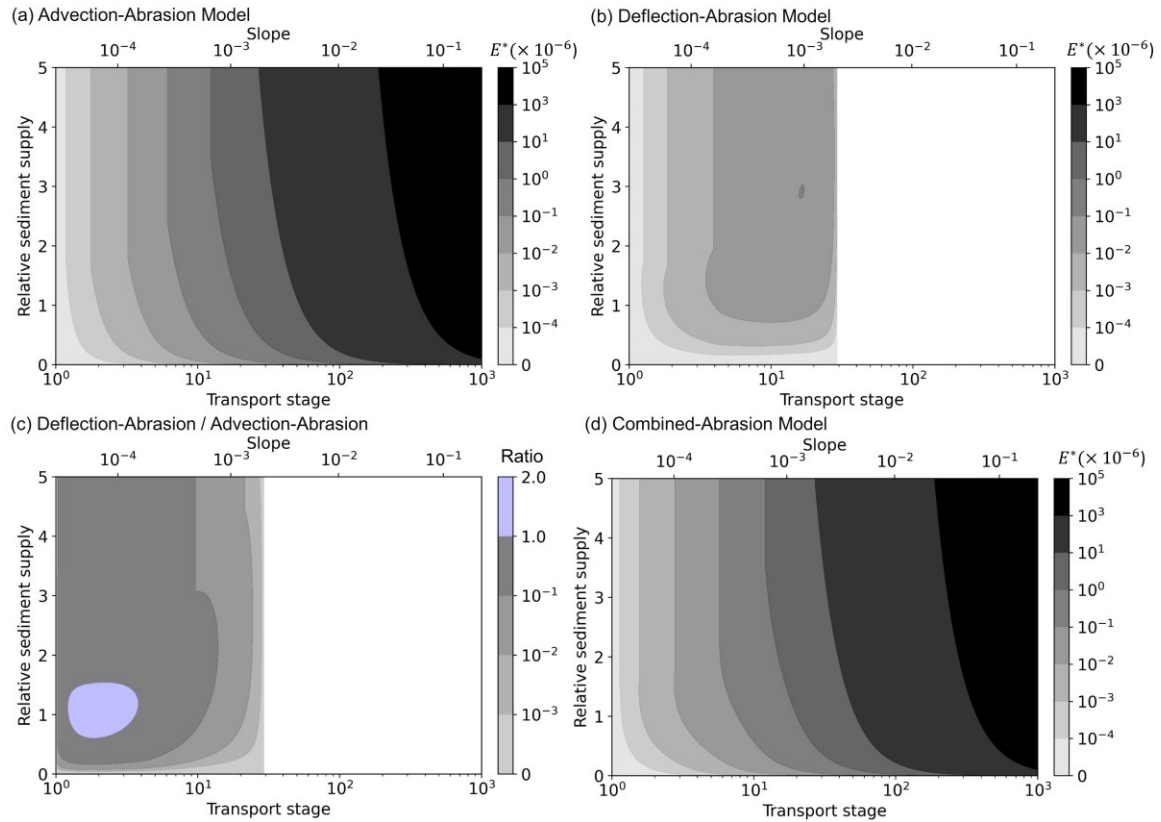 (a) Advection-Abrasion Model
Slope
10⁻⁴ 10⁻³ 10⁻² 10⁻¹
E*(× 10⁻⁶)
Relative sediment supply
5
4
3
2
1
0
10⁵
10³
10¹
10⁰
10⁻¹
10⁻²
10⁻³
10⁻⁴
0
10⁰ 10¹ 10² 10³
Transport stage
(b) Deflection-Abrasion Model
Slope
10⁻⁴ 10⁻³ 10⁻² 10⁻¹
E*(× 10⁻⁶)
Relative sediment supply
5
4
3
2
1
0
10⁵
10³
10¹
10⁰
10⁻¹
10⁻²
10⁻³
10⁻⁴
0
10⁰ 10¹ 10² 10³
Transport stage
(c) Deflection-Abrasion / Advection-Abrasion
Slope
10⁻⁴ 10⁻³ 10⁻² 10⁻¹
Ratio
Relative sediment supply
5
4
3
2
1
0
2.0
1.0
10⁻¹
10⁻²
10⁻³
0
10⁰ 10¹ 10² 10³
Transport stage
(d) Combined-Abrasion Model
Slope
10⁻⁴ 10⁻³ 10⁻² 10⁻¹
E*(× 10⁻⁶)
Relative sediment supply
5
4
3
2
1
0
10⁵
10³
10¹
10⁰
10⁻¹
10⁻²
10⁻³
10⁻⁴
0
10⁰ 10¹ 10² 10³
Transport stage